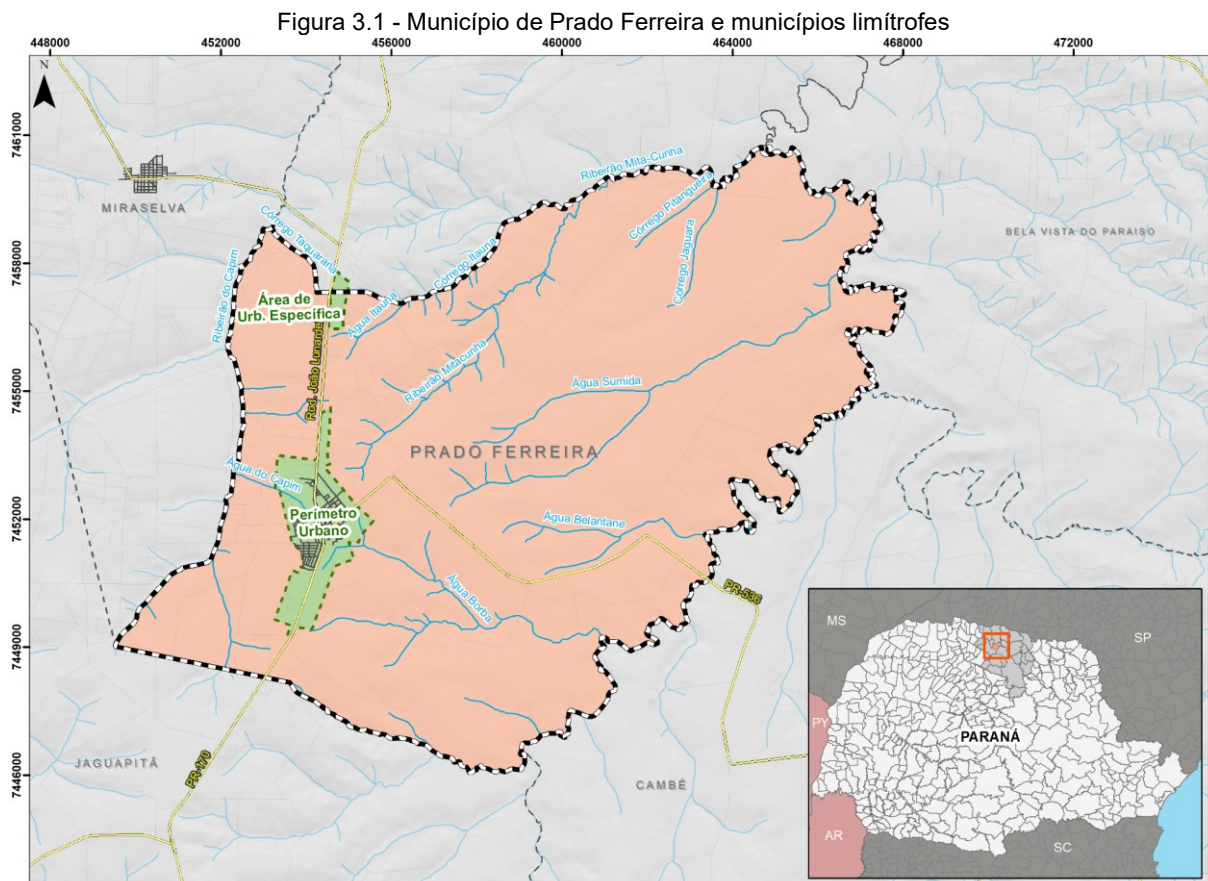 Figura 3.1 - Município de Prado Ferreira e municípios limítrofes
448000
452000
456000
460000
464000
468000
472000
N
7461000
7458000
7455000
7452000
7449000
7446000
MIRASELVA
Ribeirão Mita-Cunha
Córrego Pitangueira
Córrego Jaguara
BELA VISTA DO PARAISO
Córrego Taquarana
Córrego Itauna
Ribeirão do Capim
Área de
Urb. Específica
Água Itaúna
Rod. João Lunarde
Ribeirão Mitacunha
Água Sumida
PRADO FERREIRA
Água do Capim
Perímetro
Urbano
Água Belantane
Água Borba
PR-536
PR-170
JAGUAPITÃ
CAMBÉ
MS
SP
PY
PARANÁ
AR
SC